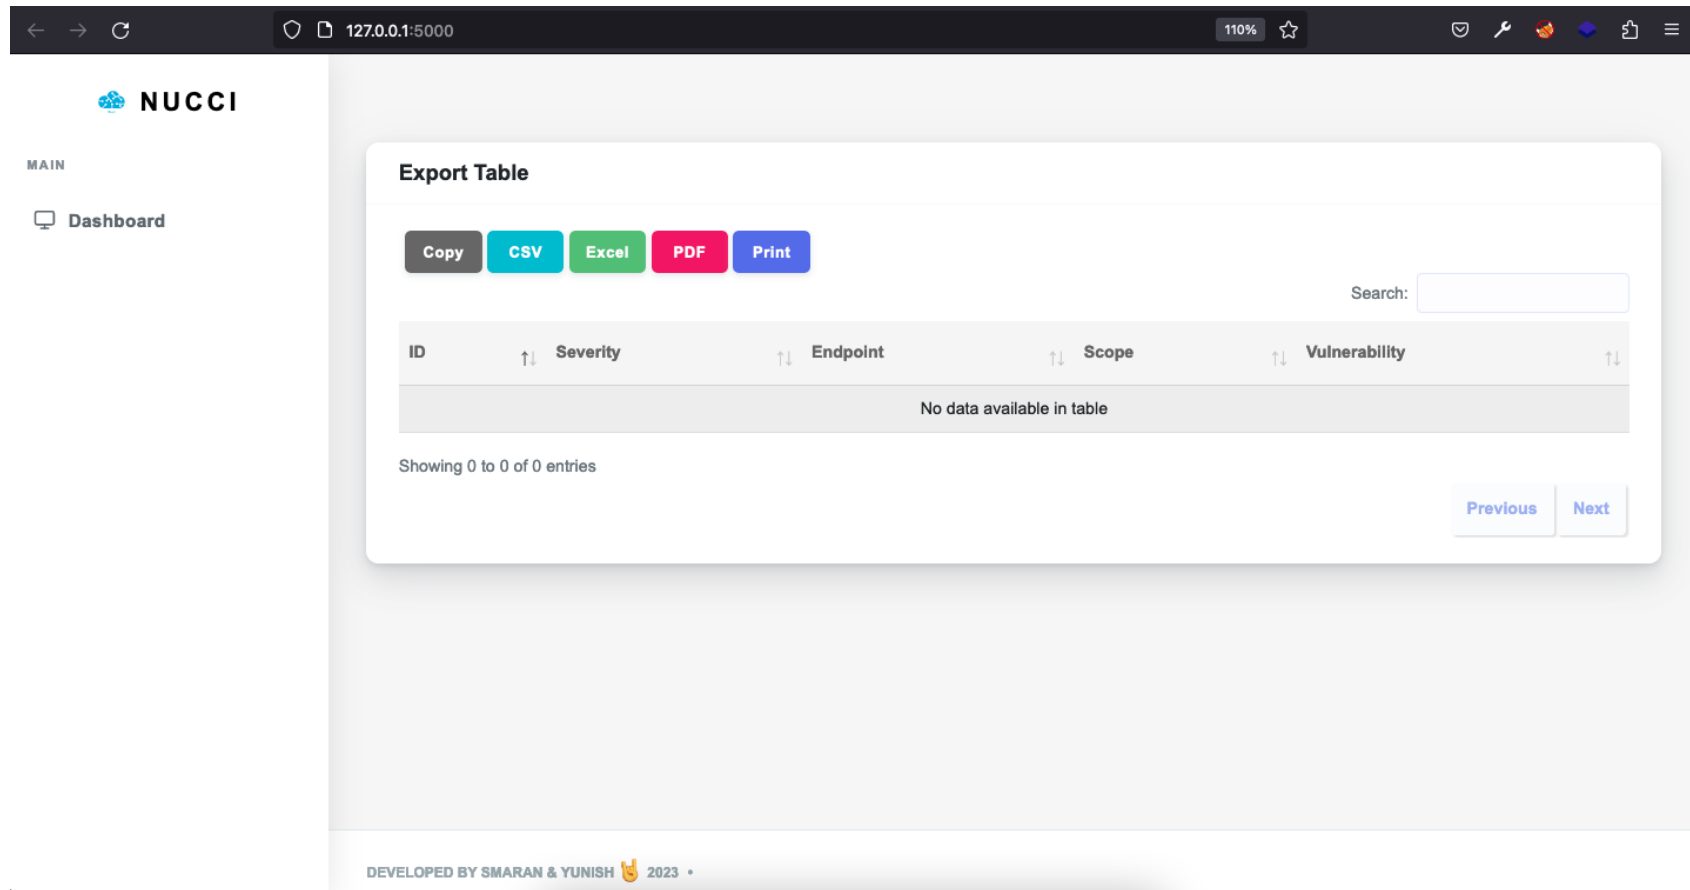 127.0.0.1:5000
110%
NUCCI
MAIN
Dashboard
Export Table
Copy CSV Excel PDF Print
Search:
ID Severity Endpoint Scope Vulnerability
No data available in table
Showing 0 to 0 of 0 entries
Previous Next
DEVELOPED BY SMARAN & YUNISH 🤘 2023 •